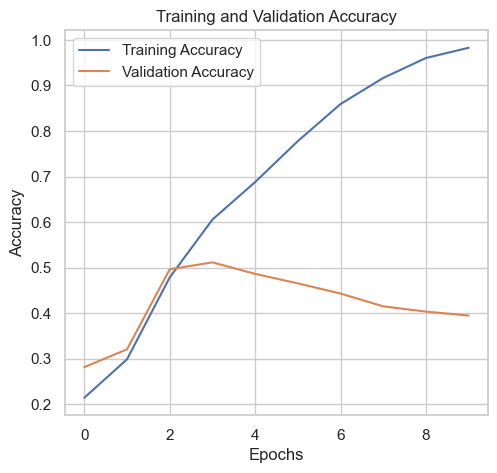 Training and Validation Accuracy
Training Accuracy
Validation Accuracy
1.0
0.9
0.8
0.7
0.6
0.5
0.4
0.3
0.2
Accuracy
0 2 4 6 8
Epochs